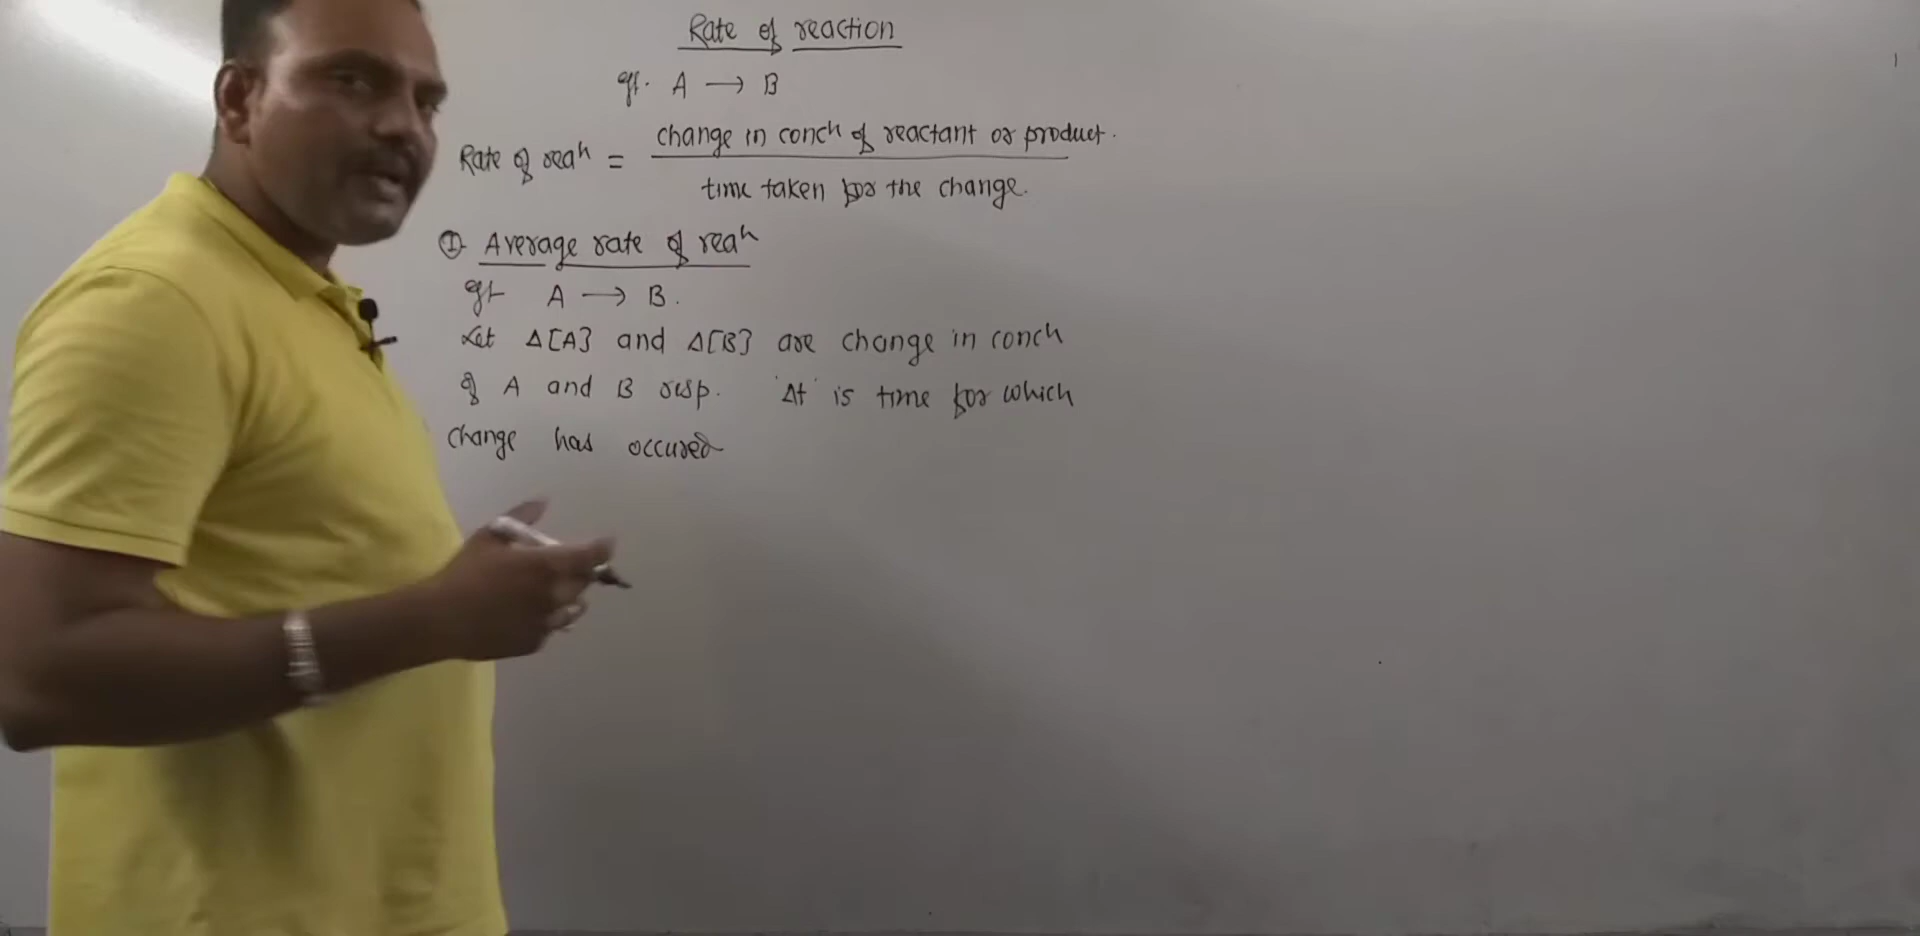 Rate of reaction
eg:- A → B
Rate of reaⁿ = change in concⁿ of reactant or product.
time taken for the change.
① Average rate of reaⁿ
eg:- A → B.
Let Δ[A] and Δ[B] are change in concⁿ
of A and B resp. 'Δt' is time for which
change has occured